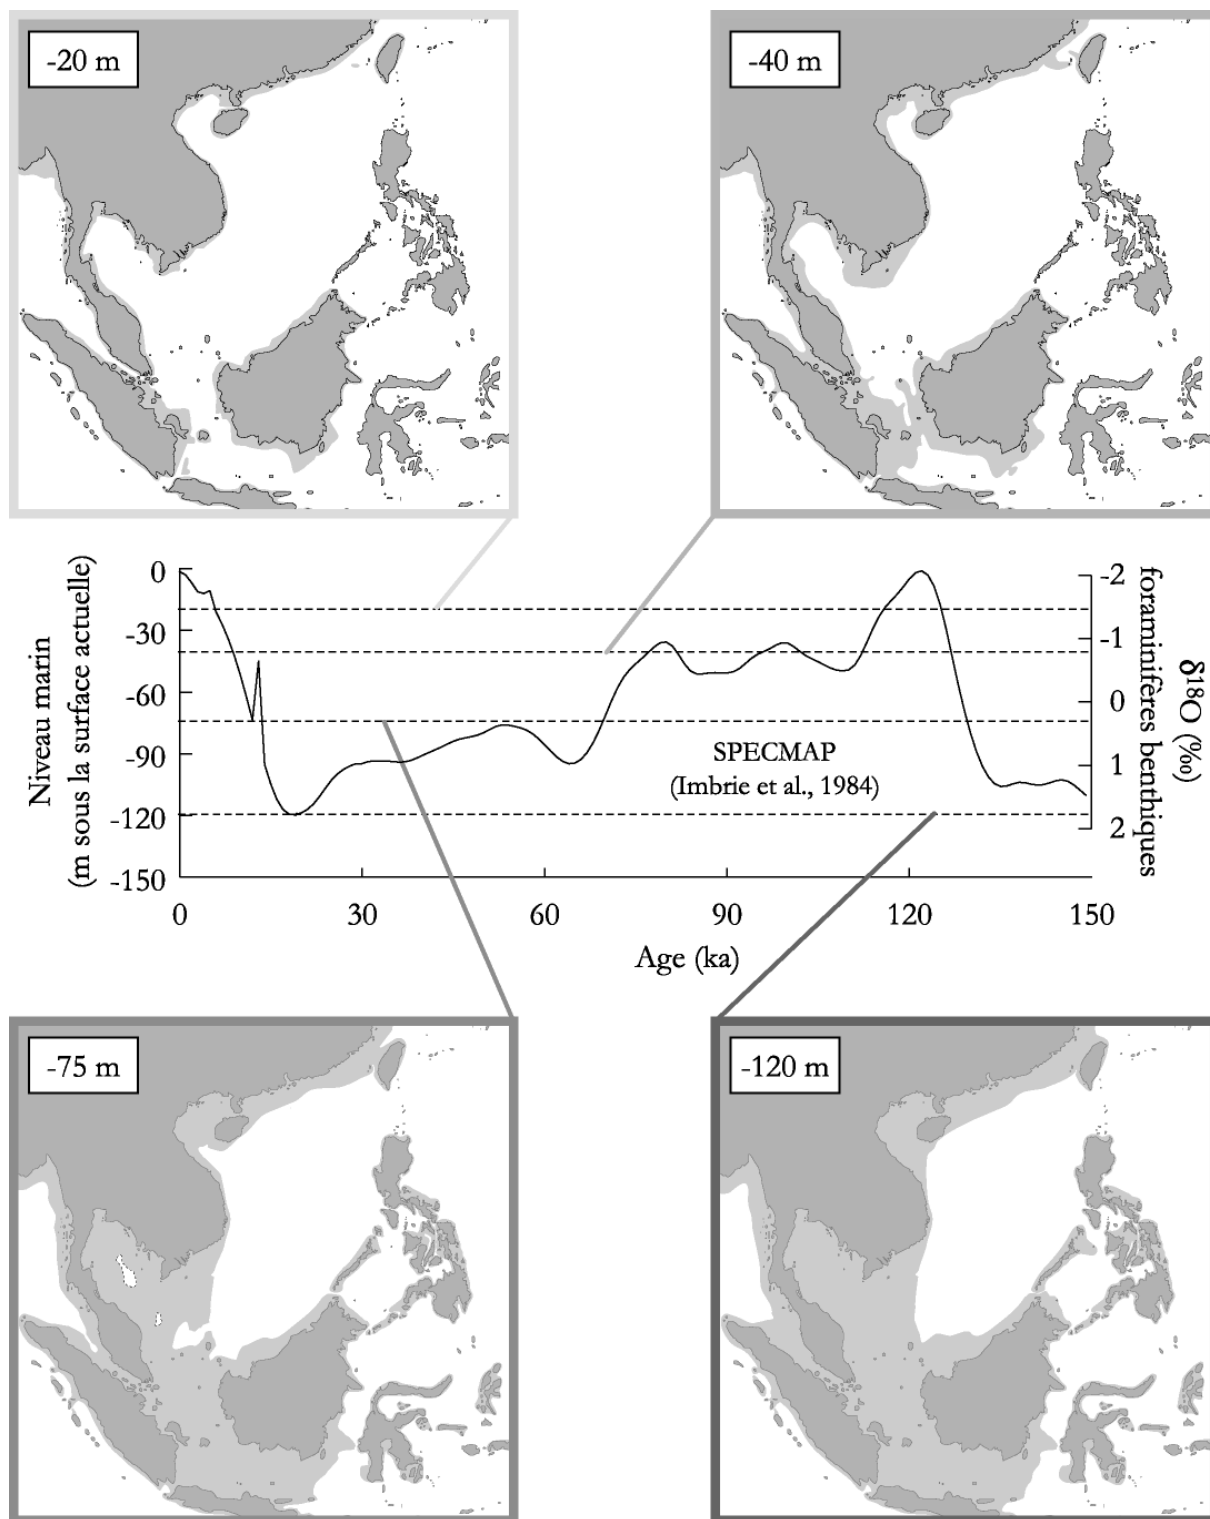 -20 m
-40 m
Niveau marin
(m sous la surface actuelle)
0
-30
-60
-90
-120
-150
0
30
60
90
120
150
Age (ka)
SPECMAP
(Imbrie et al., 1984)
-2
-1
0
1
2
δ18O (‰)
foraminifères benthiques
-75 m
-120 m